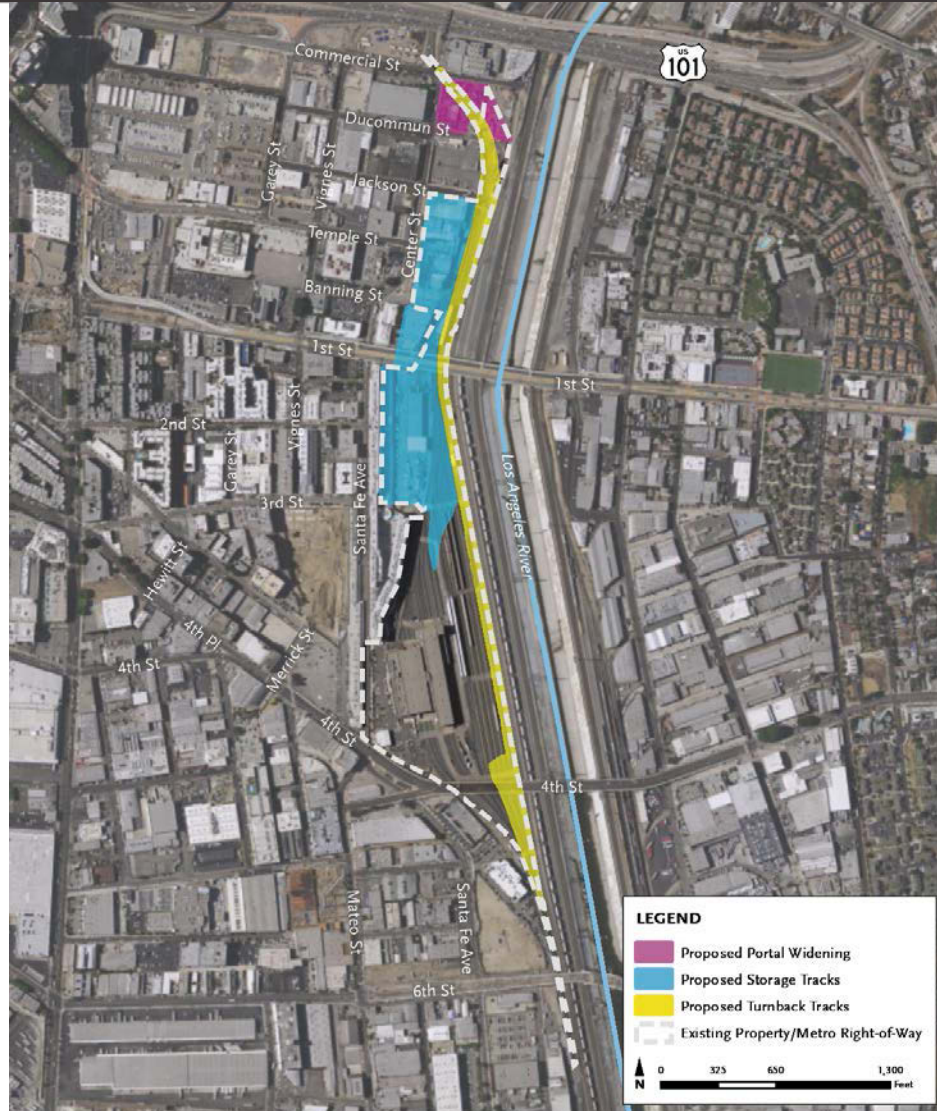 Commercial St
US
101
Ducommun St
Garey St
Vignes St
Jackson St
Center St
Temple St
Banning St
1st St
1st St
2nd St
Garey St
Vignes St
Santa Fe Ave
3rd St
Los Angeles River
Hewitt St
4th Pl
Merrick St
4th St
4th St
4th St
Mateo St
Santa Fe Ave
6th St
LEGEND
Proposed Portal Widening
Proposed Storage Tracks
Proposed Turnback Tracks
Existing Property/Metro Right-of-Way
N
0 325 650 1,300
Feet